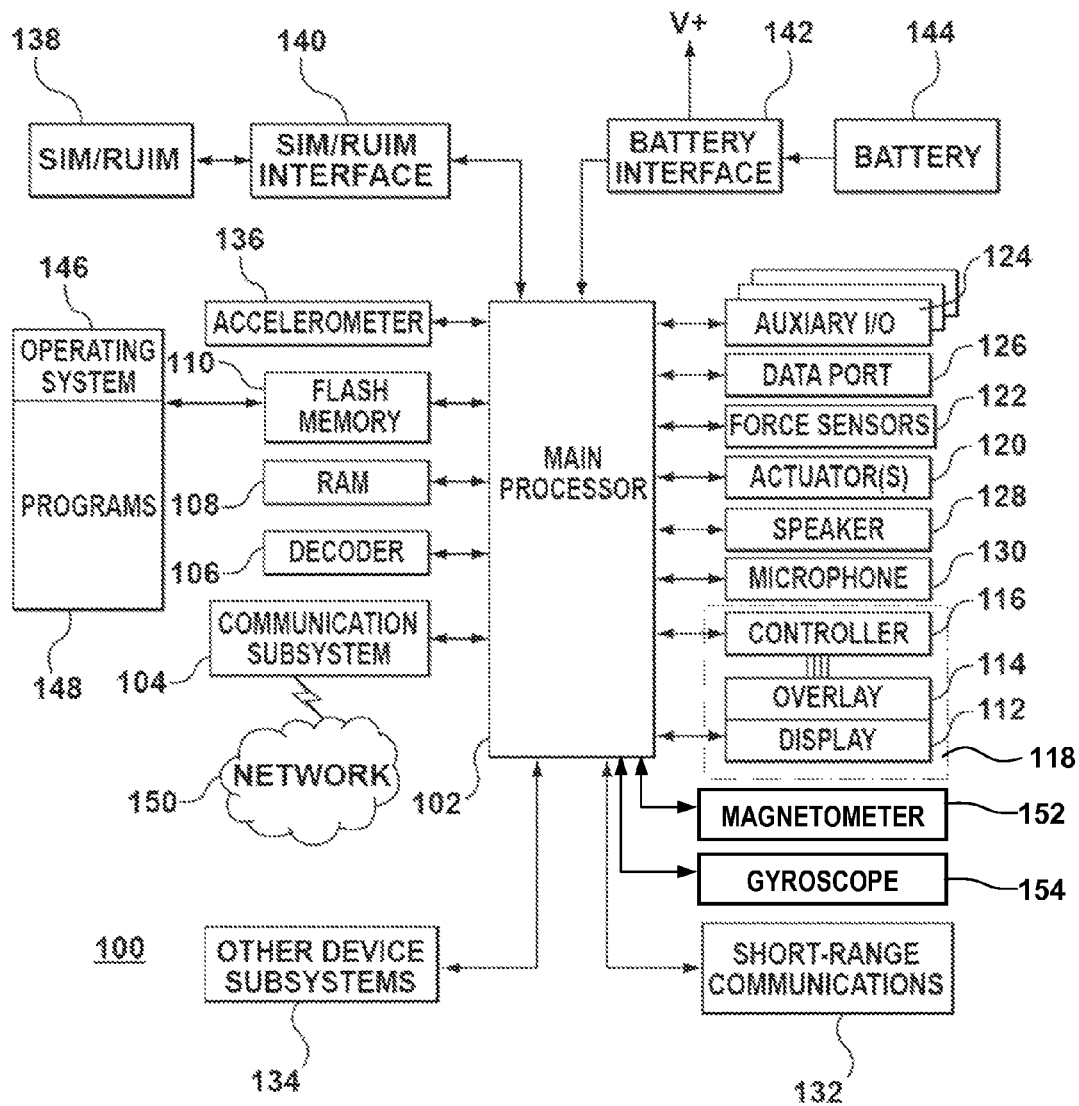 138
140
V+
142
144
SIM/RUIM
SIM/RUIM
INTERFACE
BATTERY
INTERFACE
BATTERY
136
146
ACCELEROMETER
124
AUXIARY I/O
OPERATING
SYSTEM
110
FLASH
MEMORY
DATA PORT
126
FORCE SENSORS
122
MAIN
PROCESSOR
PROGRAMS
RAM
108
ACTUATOR(S)
120
SPEAKER
128
DECODER
106
MICROPHONE
130
COMMUNICATION
SUBSYSTEM
104
148
CONTROLLER
116
OVERLAY
114
DISPLAY
112
118
NETWORK
150
102
MAGNETOMETER
152
GYROSCOPE
154
100
OTHER DEVICE
SUBSYSTEMS
SHORT-RANGE
COMMUNICATIONS
134
132